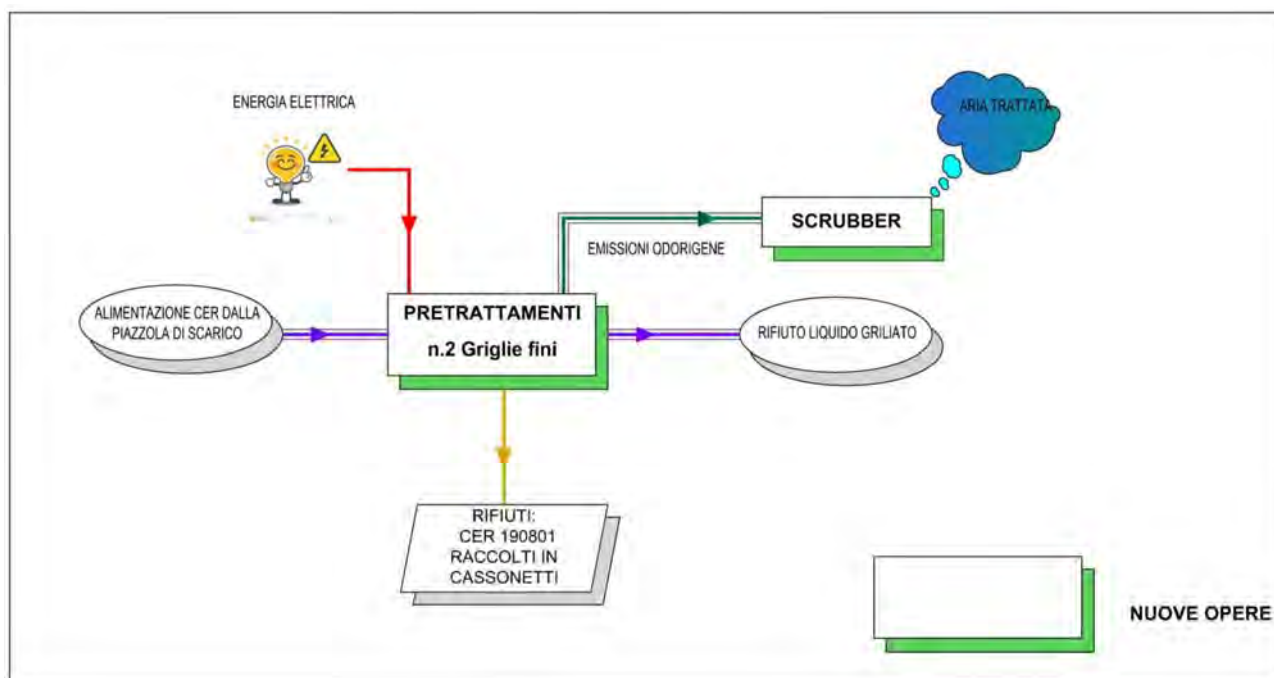 ENERGIA ELETTRICA
ARIA TRATTATA
SCRUBBER
EMISSIONI ODORIGENE
ALIMENTAZIONE CER DALLA
PIAZZOLA DI SCARICO
PRETRATTAMENTI
n.2 Griglie fini
RIFIUTO LIQUIDO GRILIATO
RIFIUTI:
CER 190801
RACCOLTI IN
CASSONETTI
NUOVE OPERE